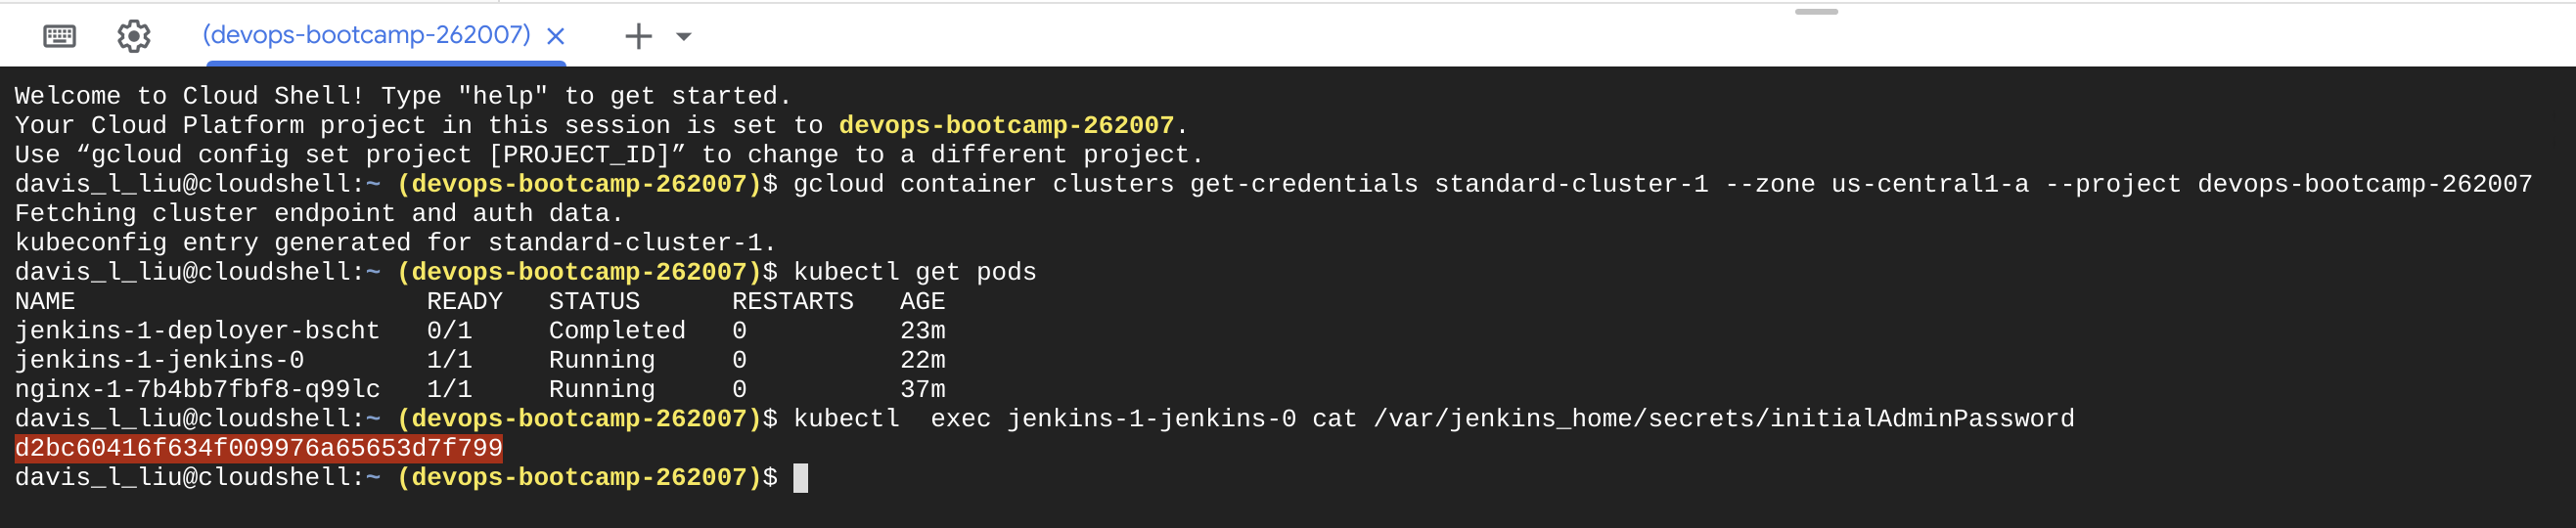 (devops-bootcamp-262007)
Welcome to Cloud Shell! Type "help" to get started.
Your Cloud Platform project in this session is set to devops-bootcamp-262007.
Use “gcloud config set project [PROJECT_ID]” to change to a different project.
davis_l_liu@cloudshell:~ (devops-bootcamp-262007)$ gcloud container clusters get-credentials standard-cluster-1 --zone us-central1-a --project devops-bootcamp-262007
Fetching cluster endpoint and auth data.
kubeconfig entry generated for standard-cluster-1.
davis_l_liu@cloudshell:~ (devops-bootcamp-262007)$ kubectl get pods
NAME                       READY   STATUS      RESTARTS   AGE
jenkins-1-deployer-bscht   0/1     Completed   0          23m
jenkins-1-jenkins-0        1/1     Running     0          22m
nginx-1-7b4bb7fbf8-q99lc   1/1     Running     0          37m
davis_l_liu@cloudshell:~ (devops-bootcamp-262007)$ kubectl  exec jenkins-1-jenkins-0 cat /var/jenkins_home/secrets/initialAdminPassword
d2bc60416f634f009976a65653d7f799
davis_l_liu@cloudshell:~ (devops-bootcamp-262007)$